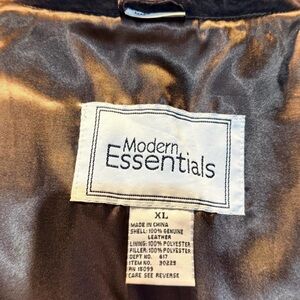 Modern
Essentials
XL
MADE IN CHINA
SHELL: 100% GENUINE
LEATHER
LINING: 100% POLYESTER
FILLER: 100% POLYESTER
DEPT NO. 617
ITEM NO. 30225
RN 15099
CARE SEE REVERSE